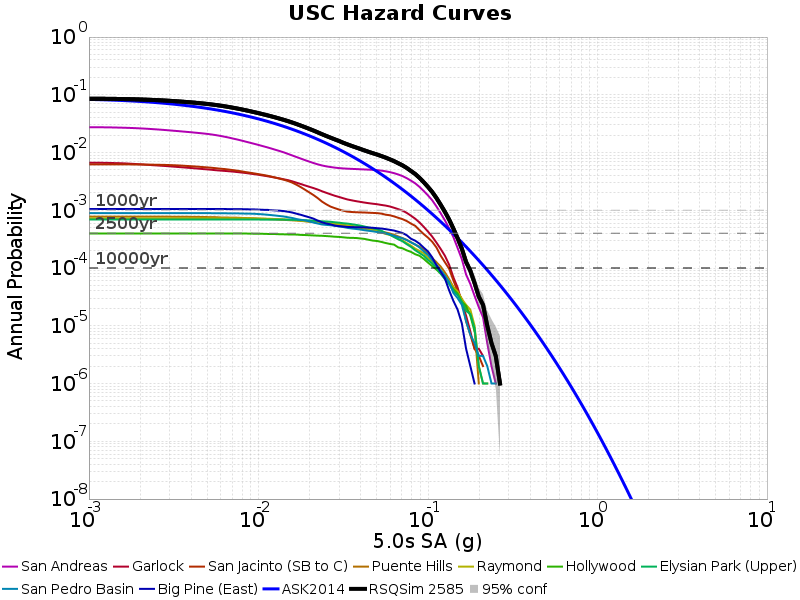 USC Hazard Curves
Annual Probability
10^0
10^-1
10^-2
10^-3
10^-4
10^-5
10^-6
10^-7
10^-8
1000yr
2500yr
10000yr
10^-3 10^-2 10^-1 10^0 10^1
5.0s SA (g)
San Andreas Garlock San Jacinto (SB to C) Puente Hills Raymond Hollywood Elysian Park (Upper)
San Pedro Basin Big Pine (East) ASK2014 RSQSim 2585 95% conf